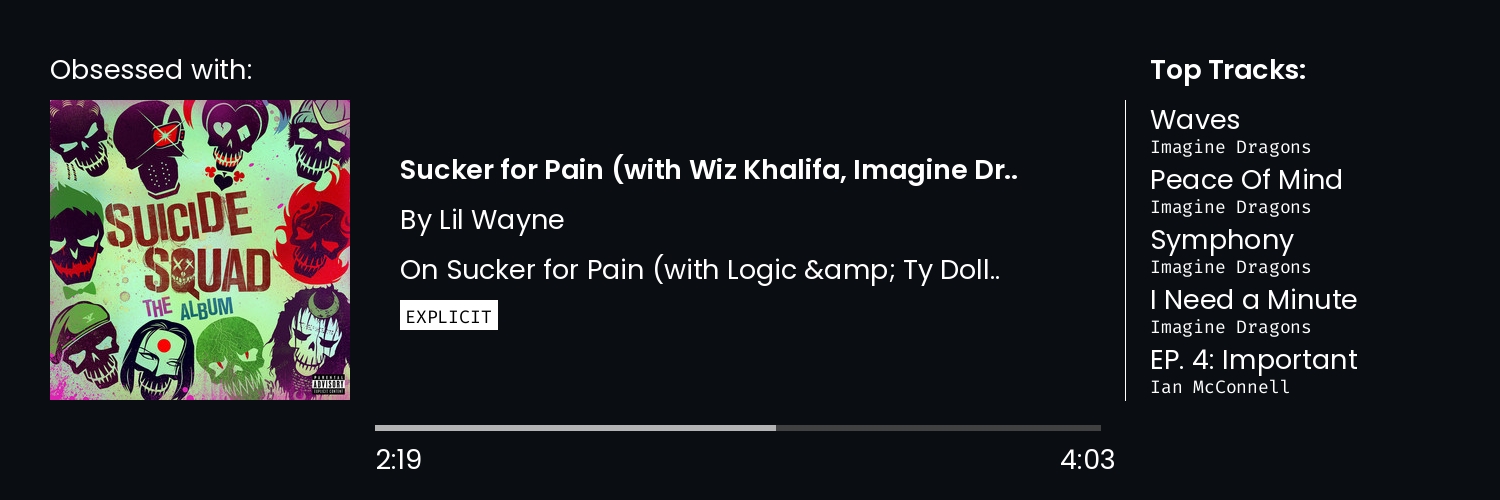 Obsessed with:
SUICIDE
SQUAD
THE ALBUM
PARENTAL
ADVISORY
EXPLICIT CONTENT
Sucker for Pain (with Wiz Khalifa, Imagine Dr..
By Lil Wayne
On Sucker for Pain (with Logic &amp; Ty Doll..
EXPLICIT
2:19
4:03
Top Tracks:
Waves
Imagine Dragons
Peace Of Mind
Imagine Dragons
Symphony
Imagine Dragons
I Need a Minute
Imagine Dragons
EP. 4: Important
Ian McConnell